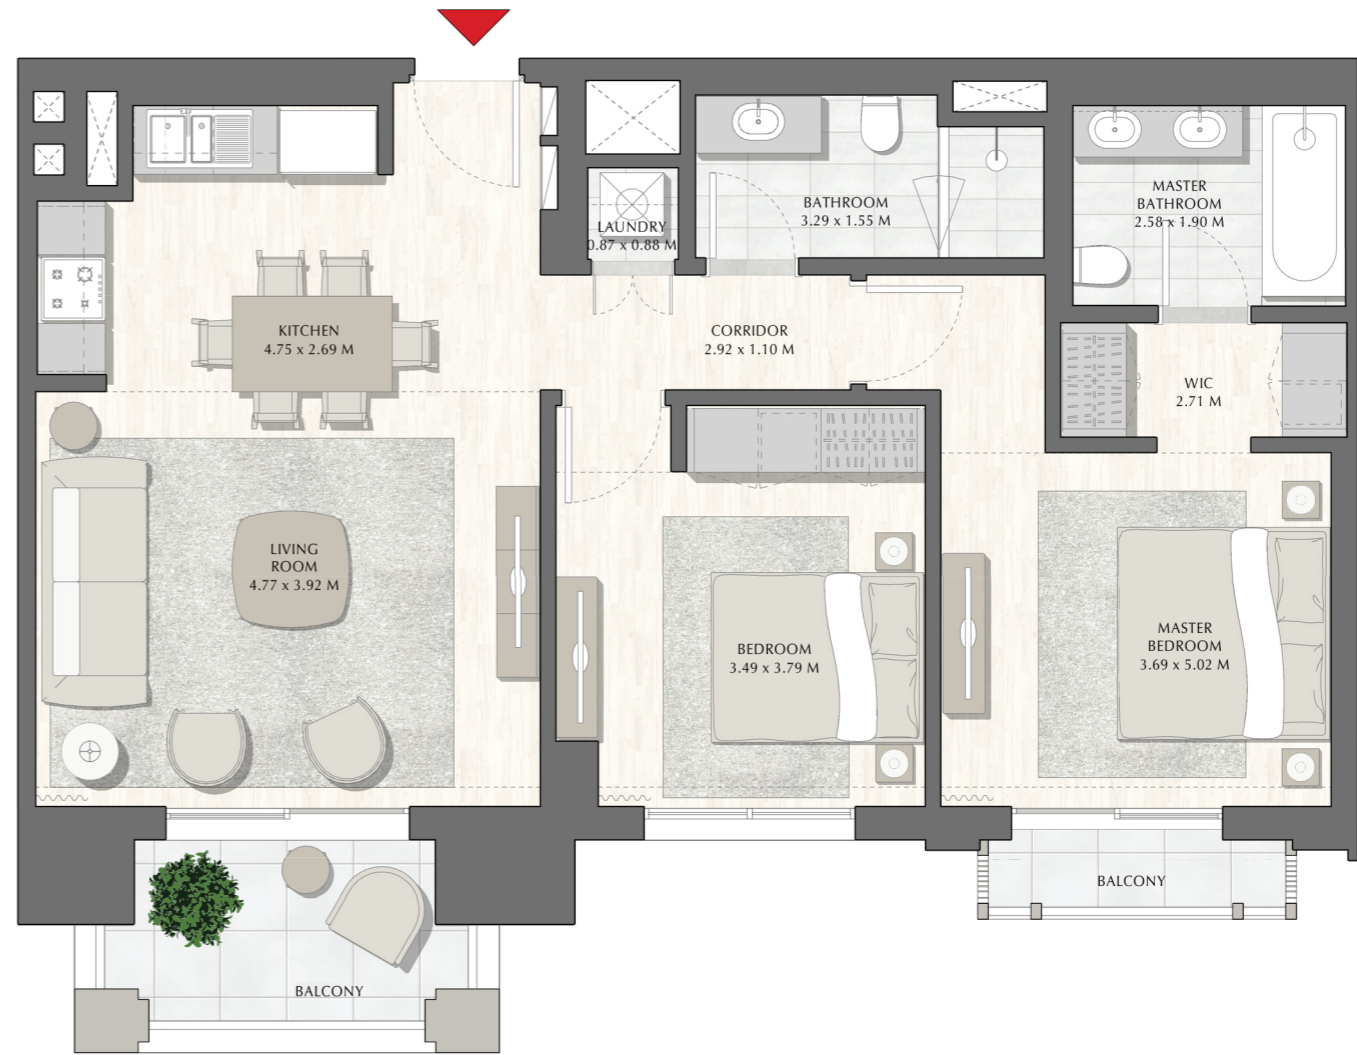 KITCHEN
4.75 x 2.69 M
LAUNDRY
0.87 x 0.88 M
BATHROOM
3.29 x 1.55 M
MASTER
BATHROOM
2.58 x 1.90 M
CORRIDOR
2.92 x 1.10 M
WIC
2.71 M
LIVING
ROOM
4.77 x 3.92 M
BEDROOM
3.49 x 3.79 M
MASTER
BEDROOM
3.69 x 5.02 M
BALCONY
BALCONY